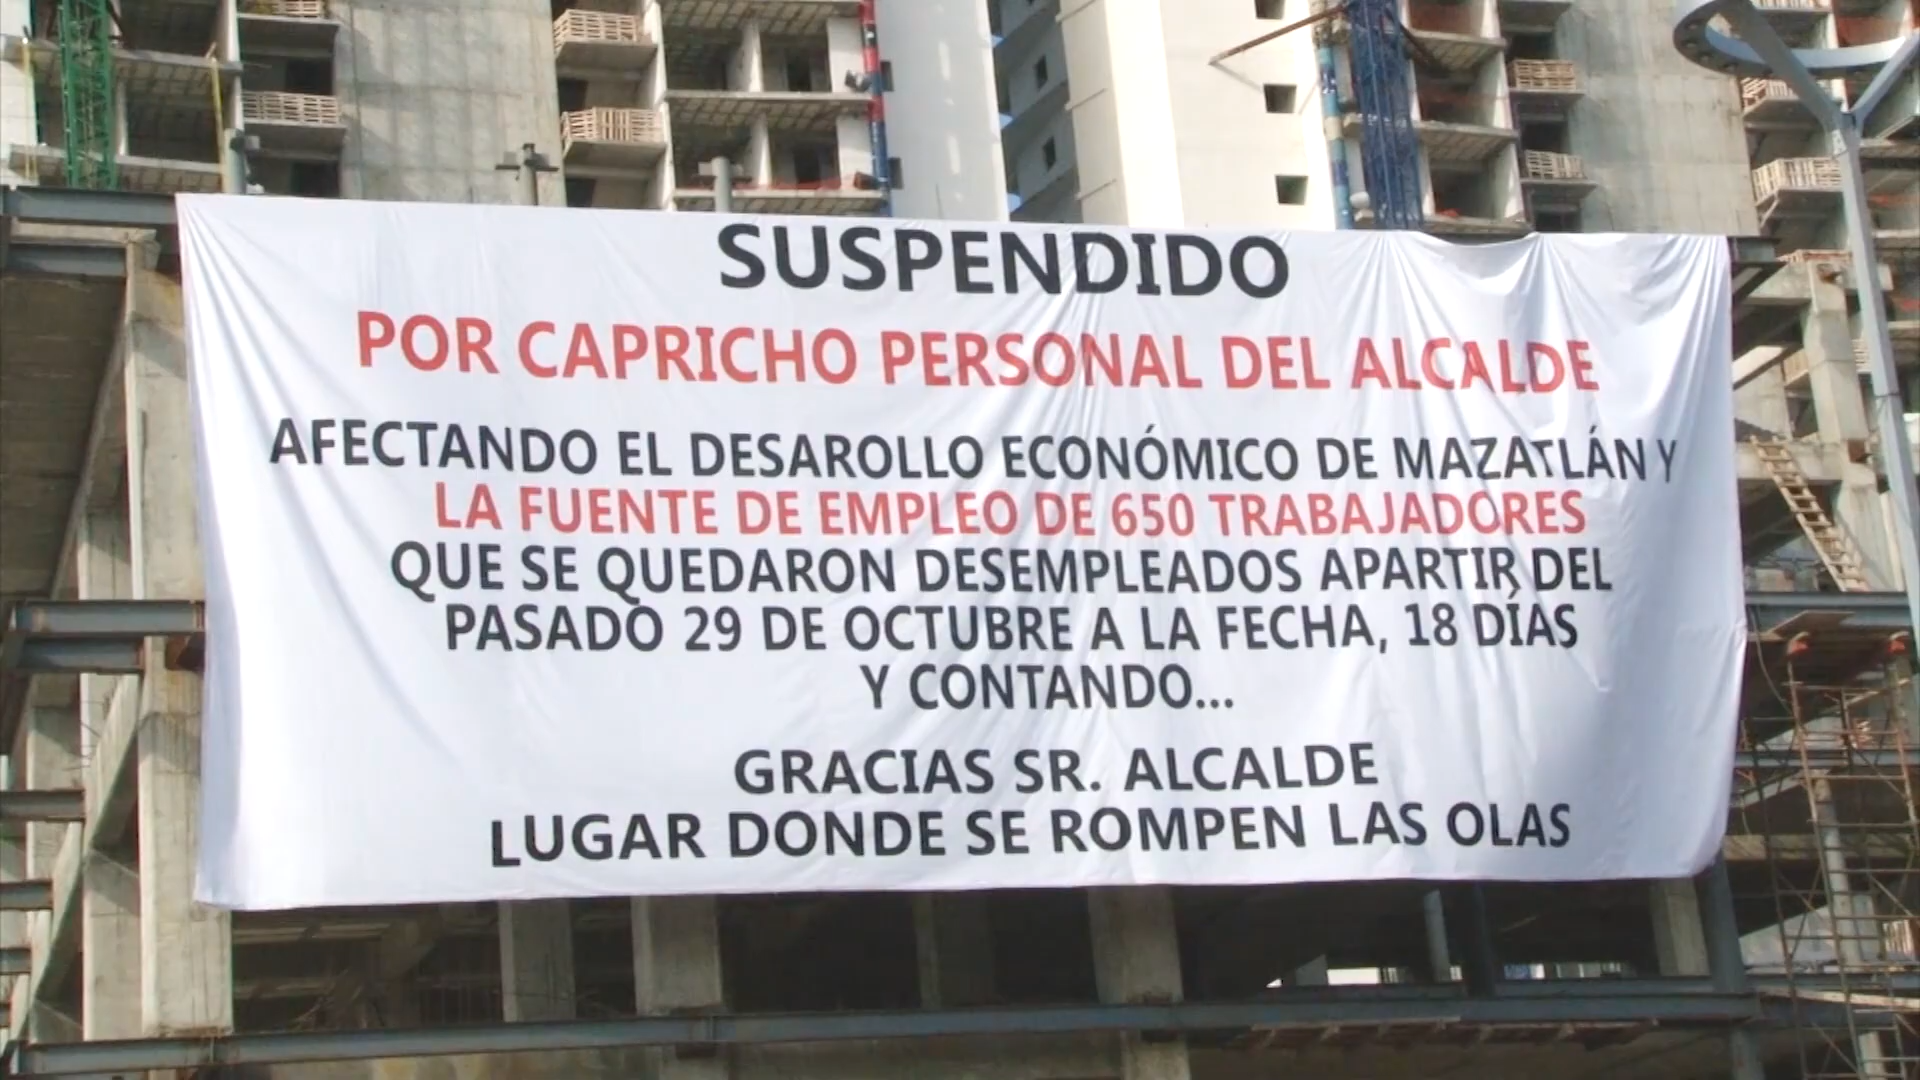 SUSPENDIDO
POR CAPRICHO PERSONAL DEL ALCALDE
AFECTANDO EL DESAROLLO ECONÓMICO DE MAZATLÁN Y
LA FUENTE DE EMPLEO DE 650 TRABAJADORES
QUE SE QUEDARON DESEMPLEADOS APARTIR DEL
PASADO 29 DE OCTUBRE A LA FECHA, 18 DÍAS
Y CONTANDO...
GRACIAS SR. ALCALDE
LUGAR DONDE SE ROMPEN LAS OLAS